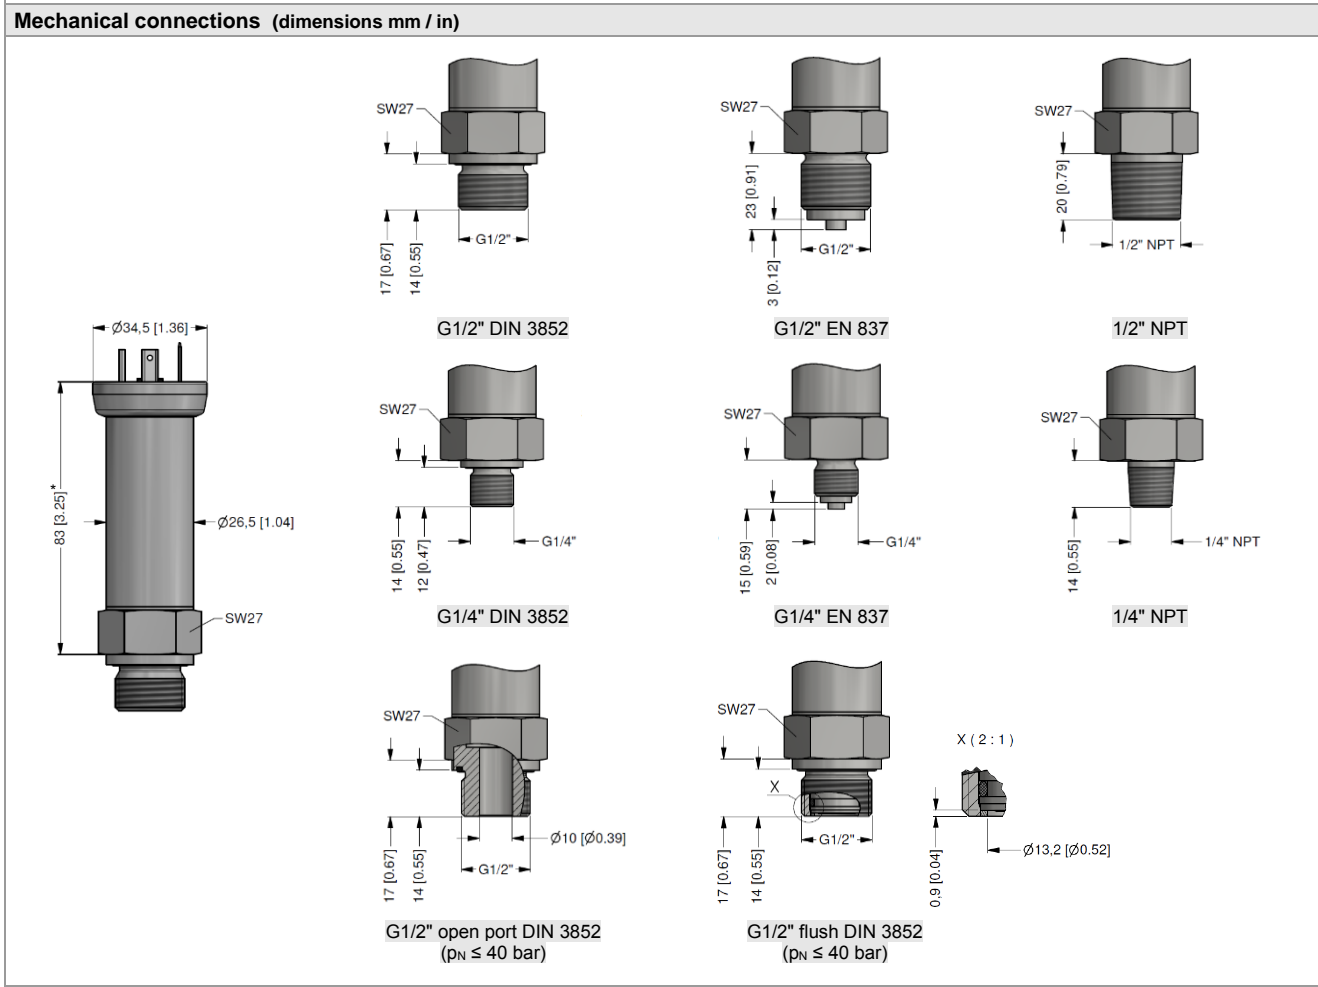 Mechanical connections (dimensions mm / in)
SW27
17 [0.67]
14 [0.55]
G1/2"
G1/2" DIN 3852
SW27
23 [0.91]
3 [0.12]
G1/2"
G1/2" EN 837
SW27
20 [0.79]
1/2" NPT
1/2" NPT
Ø34,5 [1.36]
83 [3.25]*
Ø26,5 [1.04]
SW27
SW27
14 [0.55]
12 [0.47]
G1/4"
G1/4" DIN 3852
SW27
15 [0.59]
2 [0.08]
G1/4"
G1/4" EN 837
SW27
14 [0.55]
1/4" NPT
1/4" NPT
SW27
17 [0.67]
14 [0.55]
Ø10 [Ø0.39]
G1/2"
G1/2" open port DIN 3852
(pN ≤ 40 bar)
SW27
X
17 [0.67]
14 [0.55]
G1/2"
G1/2" flush DIN 3852
(pN ≤ 40 bar)
X ( 2 : 1 )
0,9 [0.04]
Ø13,2 [Ø0.52]